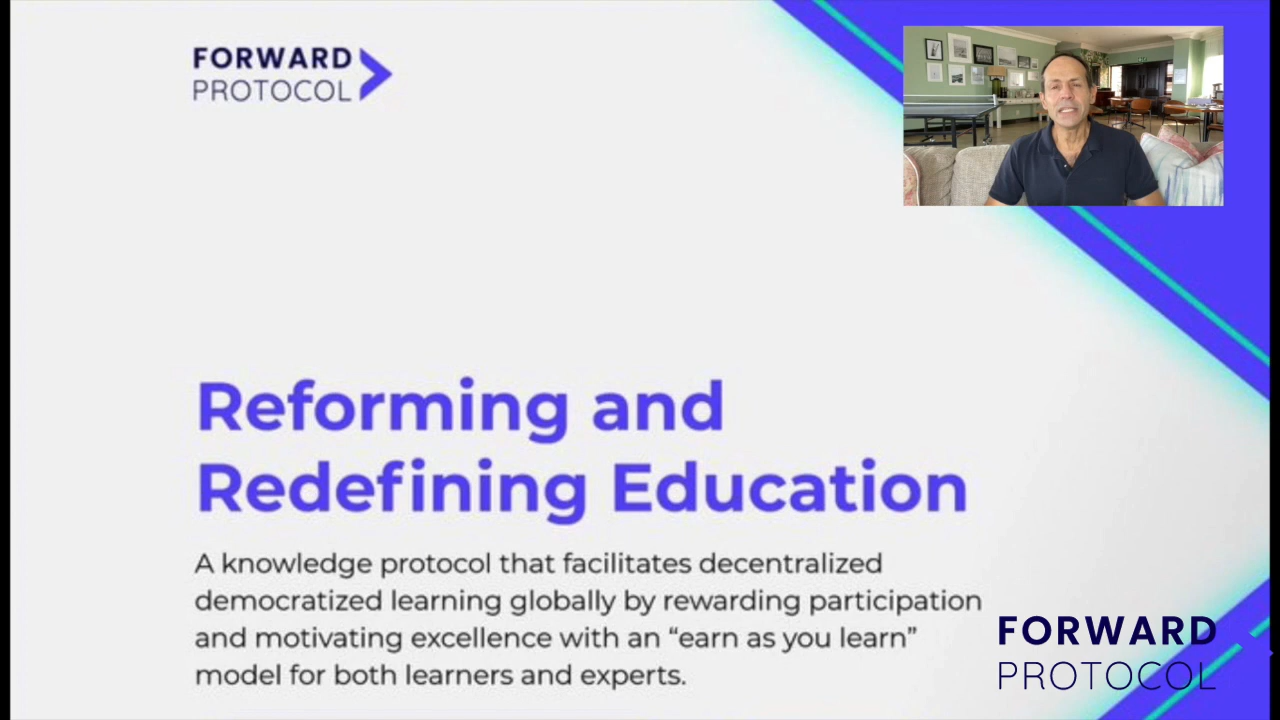 FORWARD
PROTOCOL
Reforming and
Redefining Education
A knowledge protocol that facilitates decentralized
democratized learning globally by rewarding participation
and motivating excellence with an “earn as you learn”
model for both learners and experts.
FORWARD
PROTOCOL